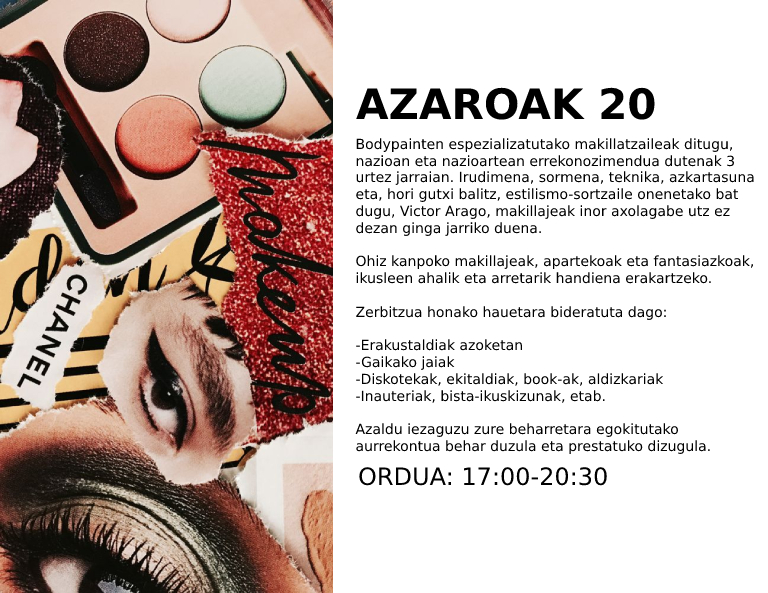 AZAROAK 20
Bodypainten espezializatutako makillatzaileak ditugu,
nazioan eta nazioartean errekonozimendua dutenak 3
urtez jarraian. Irudimena, sormena, teknika, azkartasuna
eta, hori gutxi balitz, estilismo-sortzaile onenetako bat
dugu, Victor Arago, makillajeak inor axolagabe utz ez
dezan ginga jarriko duena.
Ohiz kanpoko makillajeak, apartekoak eta fantasiazkoak,
ikusleen ahalik eta arretarik handiena erakartzeko.
Zerbitzua honako hauetara bideratuta dago:
-Erakustaldiak azoketan
-Gaikako jaiak
-Diskotekak, ekitaldiak, book-ak, aldizkariak
-Inauteriak, bista-ikuskizunak, etab.
Azaldu iezaguzu zure beharretara egokitutako
aurrekontua behar duzula eta prestatuko dizugula.
ORDUA: 17:00-20:30
makeup
CHANEL